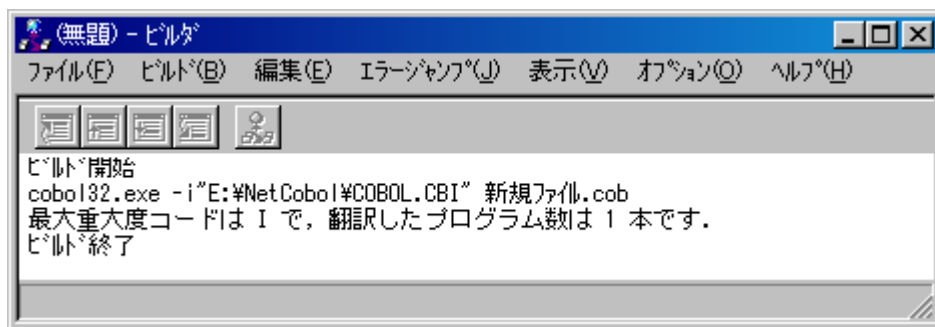 (無題) - ﾋﾞﾙﾀﾞ
ﾌｧｲﾙ(F) ﾋﾞﾙﾄﾞ(B) 編集(E) ｴﾗｰｼﾞｬﾝﾌﾟ(J) 表示(V) ｵﾌﾟｼｮﾝ(O) ﾍﾙﾌﾟ(H)
ﾋﾞﾙﾄﾞ開始
cobol32.exe -i"E:¥NetCobol¥COBOL.CBI" 新規ﾌｧｲﾙ.cob
最大重大度コードは I で，翻訳したプログラム数は 1 本です．
ﾋﾞﾙﾄﾞ終了